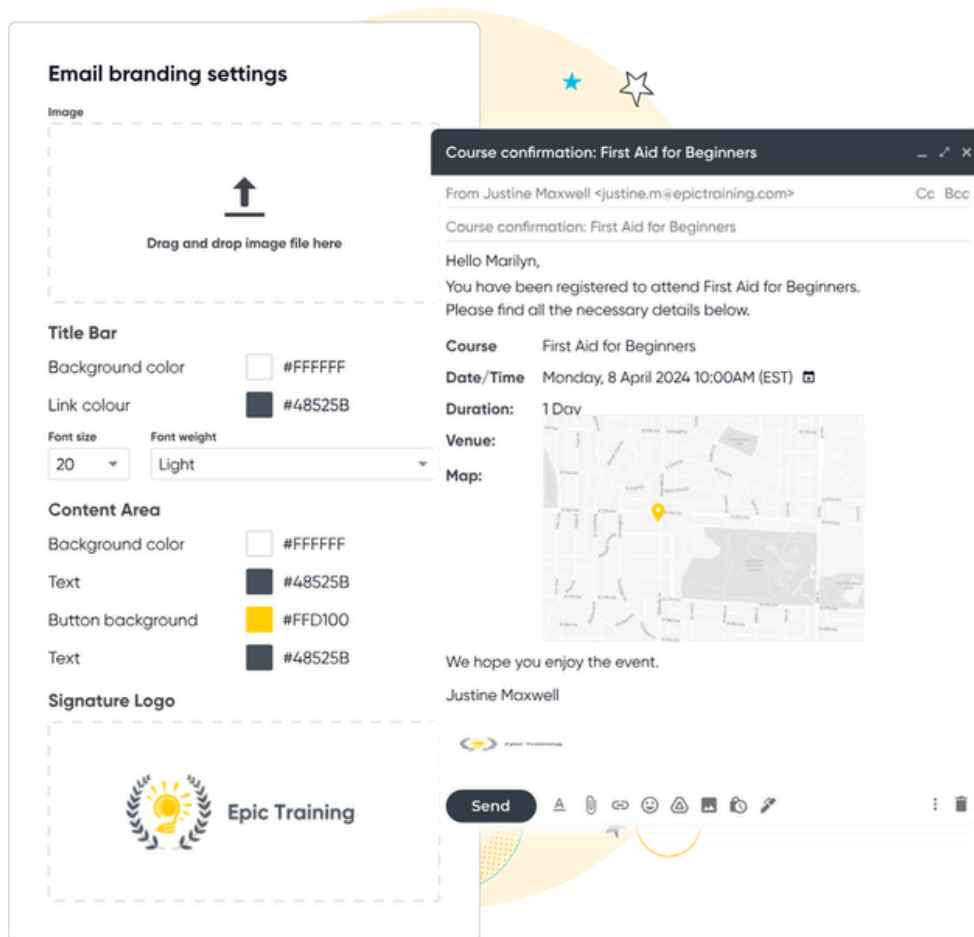 Email branding settings
Image
Drag and drop image file here
Title Bar
Background color #FFFFFF
Link colour #48525B
Font size Font weight
20 Light
Content Area
Background color #FFFFFF
Text #48525B
Button background #FFD100
Text #48525B
Signature Logo
Epic Training
Course confirmation: First Aid for Beginners
From Justine Maxwell <justine.m@epictraining.com> Cc Bcc
Course confirmation: First Aid for Beginners
Hello Marilyn,
You have been registered to attend First Aid for Beginners.
Please find all the necessary details below.
Course First Aid for Beginners
Date/Time Monday, 8 April 2024 10:00AM (EST)
Duration: 1 Day
Venue:
Map:
We hope you enjoy the event.
Justine Maxwell
Epic Training
Send